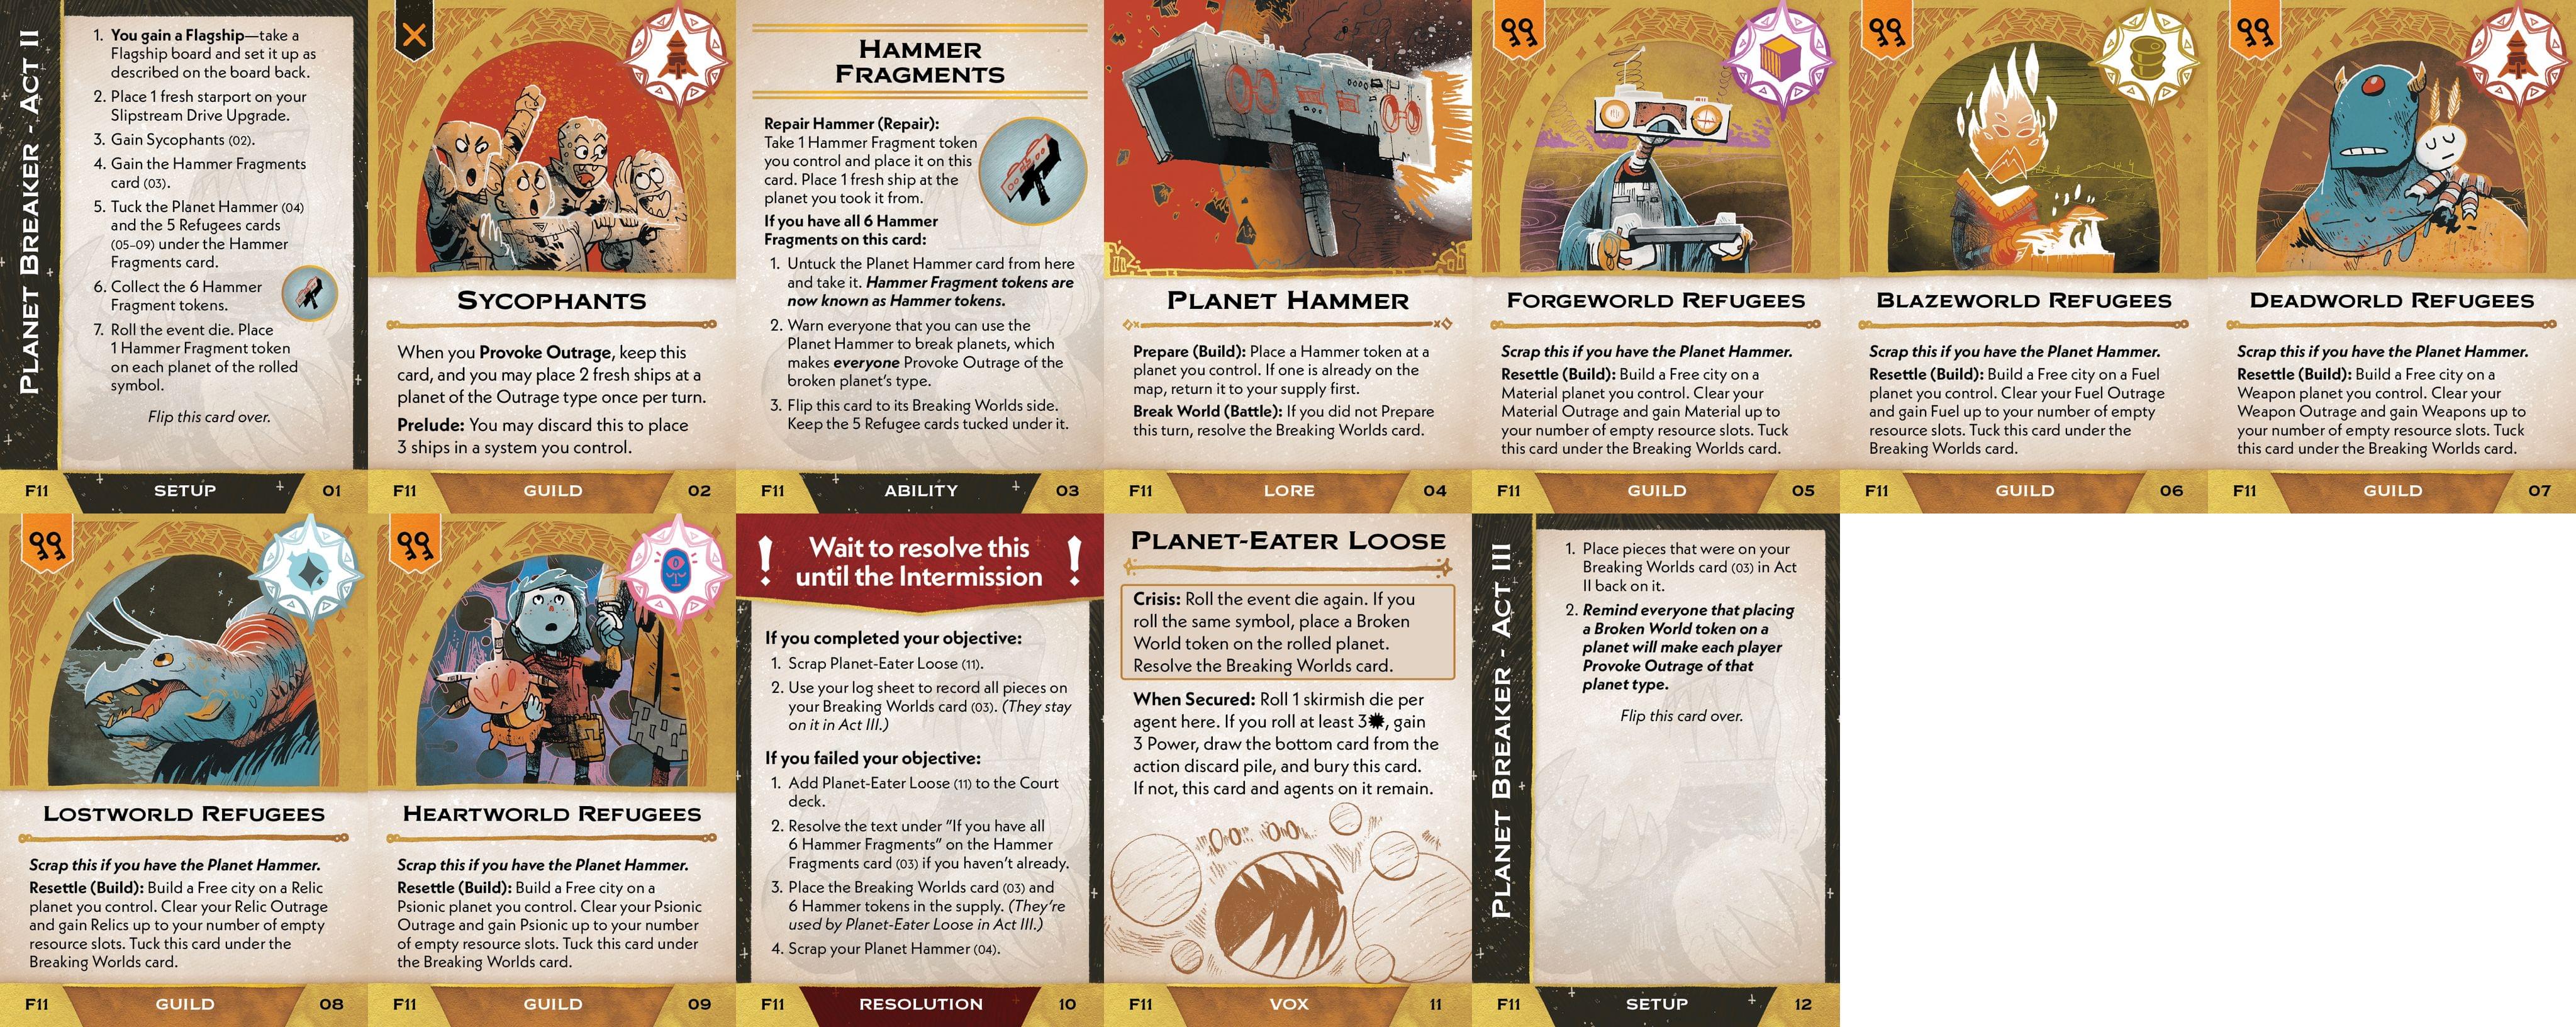 PLANET BREAKER - ACT II
1. You gain a Flagship—take a
Flagship board and set it up as
described on the board back.
2. Place 1 fresh starport on your
Slipstream Drive Upgrade.
3. Gain Sycophants (02).
4. Gain the Hammer Fragments
card (03).
5. Tuck the Planet Hammer (04)
and the 5 Refugees cards
(05-09) under the Hammer
Fragments card.
6. Collect the 6 Hammer
Fragment tokens.
7. Roll the event die. Place
1 Hammer Fragment token
on each planet of the rolled
symbol.
Flip this card over.
F11 SETUP 01
SYCOPHANTS
When you Provoke Outrage, keep this
card, and you may place 2 fresh ships at a
planet of the Outrage type once per turn.
Prelude: You may discard this to place
3 ships in a system you control.
F11 GUILD 02
HAMMER
FRAGMENTS
Repair Hammer (Repair):
Take 1 Hammer Fragment token
you control and place it on this
card. Place 1 fresh ship at the
planet you took it from.
If you have all 6 Hammer
Fragments on this card:
1. Untuck the Planet Hammer card from here
and take it. Hammer Fragment tokens are
now known as Hammer tokens.
2. Warn everyone that you can use the
Planet Hammer to break planets, which
makes everyone Provoke Outrage of the
broken planet's type.
3. Flip this card to its Breaking Worlds side.
Keep the 5 Refugee cards tucked under it.
F11 ABILITY 03
PLANET HAMMER
Prepare (Build): Place a Hammer token at a
planet you control. If one is already on the
map, return it to your supply first.
Break World (Battle): If you did not Prepare
this turn, resolve the Breaking Worlds card.
F11 LORE 04
FORGEWORLD REFUGEES
Scrap this if you have the Planet Hammer.
Resettle (Build): Build a Free city on a
Material planet you control. Clear your
Material Outrage and gain Material up to
your number of empty resource slots. Tuck
this card under the Breaking Worlds card.
F11 GUILD 05
BLAZEWORLD REFUGEES
Scrap this if you have the Planet Hammer.
Resettle (Build): Build a Free city on a Fuel
planet you control. Clear your Fuel Outrage
and gain Fuel up to your number of empty
resource slots. Tuck this card under the
Breaking Worlds card.
F11 GUILD 06
DEADWORLD REFUGEES
Scrap this if you have the Planet Hammer.
Resettle (Build): Build a Free city on a
Weapon planet you control. Clear your
Weapon Outrage and gain Weapons up to
your number of empty resource slots. Tuck
this card under the Breaking Worlds card.
F11 GUILD 07
LOSTWORLD REFUGEES
Scrap this if you have the Planet Hammer.
Resettle (Build): Build a Free city on a Relic
planet you control. Clear your Relic Outrage
and gain Relics up to your number of empty
resource slots. Tuck this card under the
Breaking Worlds card.
F11 GUILD 08
HEARTWORLD REFUGEES
Scrap this if you have the Planet Hammer.
Resettle (Build): Build a Free city on a
Psionic planet you control. Clear your Psionic
Outrage and gain Psionic up to your number
of empty resource slots. Tuck this card under
the Breaking Worlds card.
F11 GUILD 09
! Wait to resolve this !
until the Intermission
If you completed your objective:
1. Scrap Planet-Eater Loose (11).
2. Use your log sheet to record all pieces on
your Breaking Worlds card (03). (They stay
on it in Act III.)
If you failed your objective:
1. Add Planet-Eater Loose (11) to the Court
deck.
2. Resolve the text under "If you have all
6 Hammer Fragments" on the Hammer
Fragments card (03) if you haven't already.
3. Place the Breaking Worlds card (03) and
6 Hammer tokens in the supply. (They're
used by Planet-Eater Loose in Act III.)
4. Scrap your Planet Hammer (04).
F11 RESOLUTION 10
PLANET-EATER LOOSE
Crisis: Roll the event die again. If you
roll the same symbol, place a Broken
World token on the rolled planet.
Resolve the Breaking Worlds card.
When Secured: Roll 1 skirmish die per
agent here. If you roll at least 3, gain
3 Power, draw the bottom card from the
action discard pile, and bury this card.
If not, this card and agents on it remain.
F11 VOX 11
PLANET BREAKER - ACT III
1. Place pieces that were on your
Breaking Worlds card (03) in Act
II back on it.
2. Remind everyone that placing
a Broken World token on a
planet will make each player
Provoke Outrage of that
planet type.
Flip this card over.
F11 SETUP 12